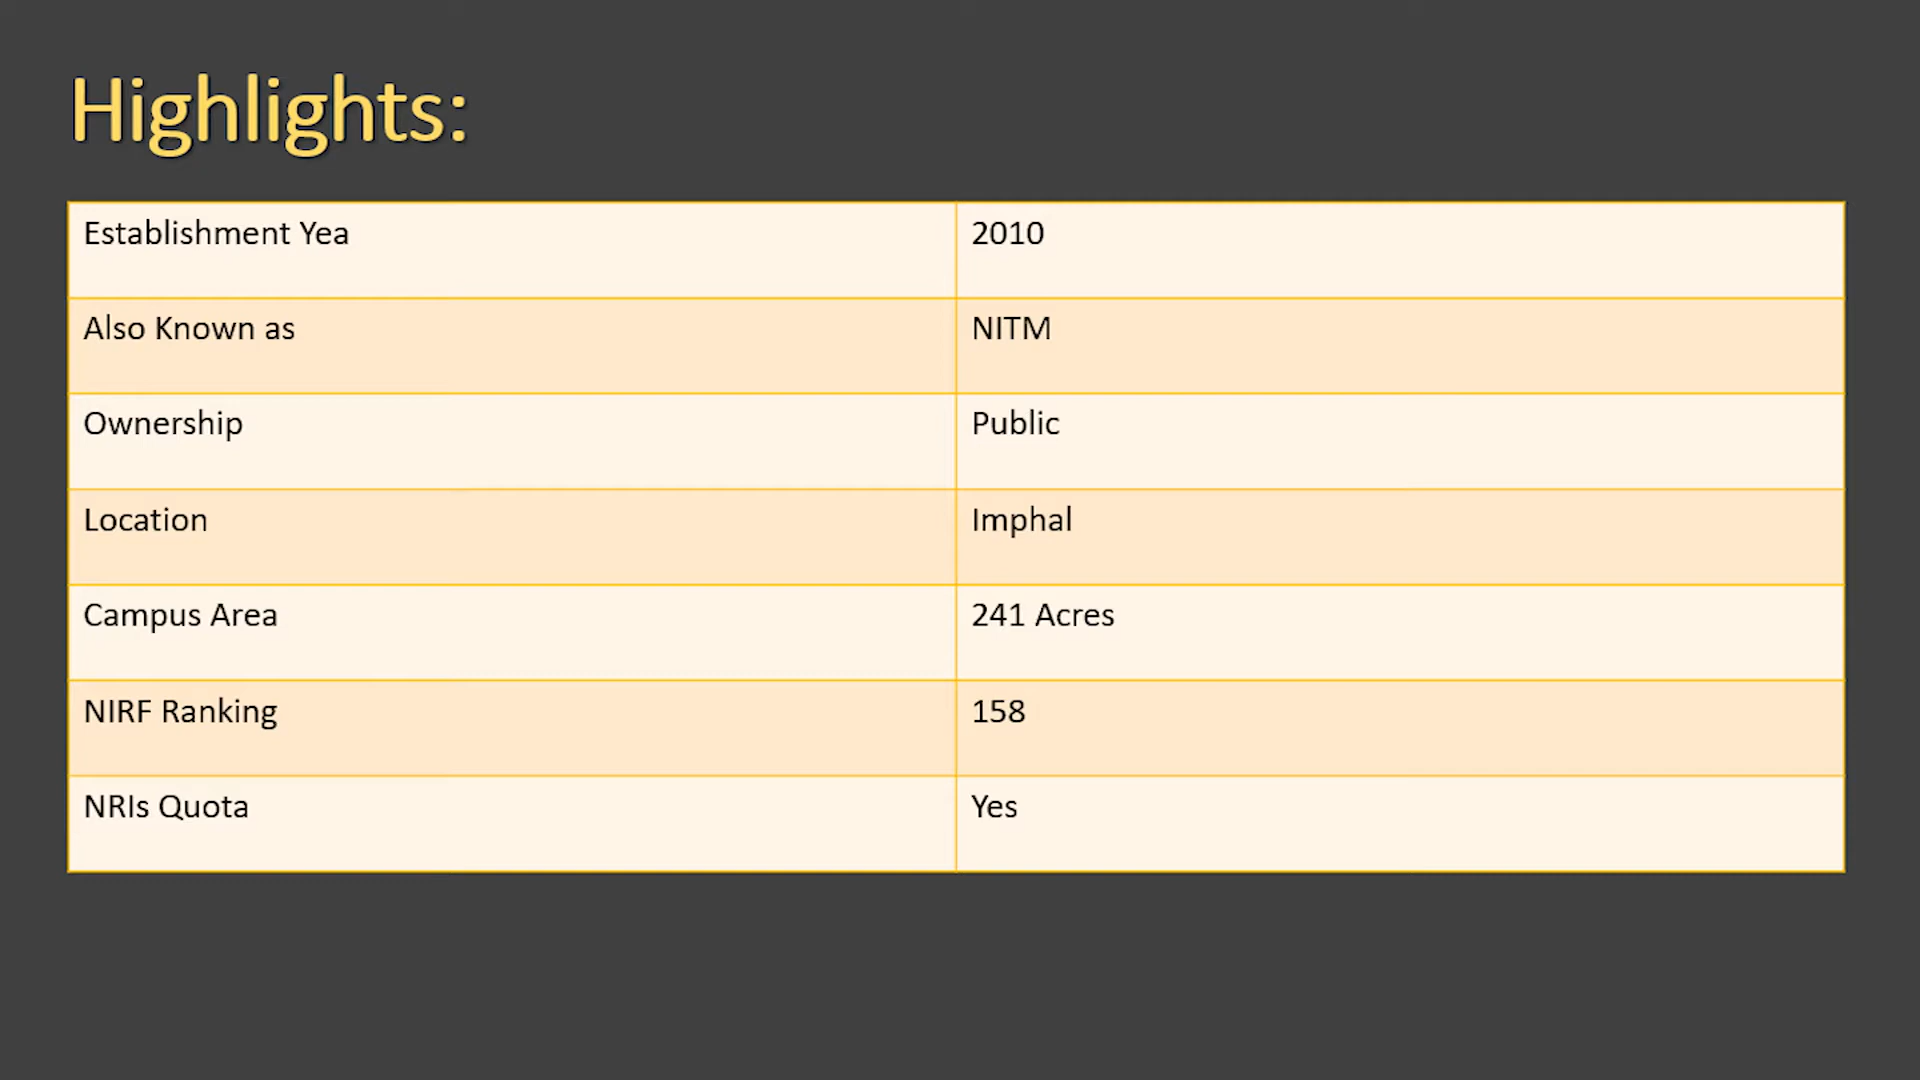 Highlights:
Establishment Yea 2010
Also Known as NITM
Ownership Public
Location Imphal
Campus Area 241 Acres
NIRF Ranking 158
NRIs Quota Yes